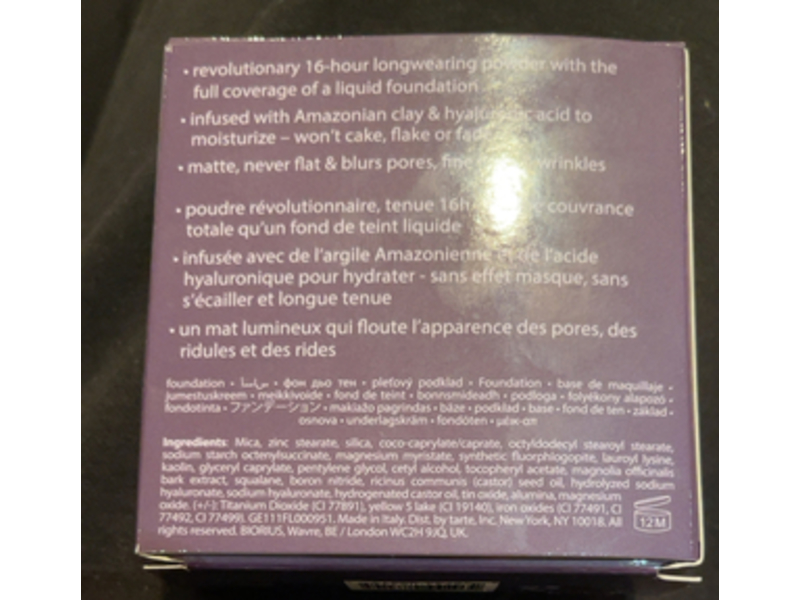 • revolutionary 16-hour longwearing powder with the
full coverage of a liquid foundation
• infused with Amazonian clay & hyaluronic acid to
moisturize – won't cake, flake or fade
• matte, never flat & blurs pores, fine wrinkles
• poudre révolutionnaire, tenue 16h couvrance
totale qu'un fond de teint liquide
• infusée avec de l'argile Amazonienne et de l'acide
hyaluronique pour hydrater - sans effet masque, sans
s'écailler et longue tenue
• un mat lumineux qui floute l'apparence des pores, des
ridules et des rides
foundation • • фон дьо тен • pleťový podklad • Foundation • base de maquillaje •
jumestuskreem • meikkivoide • fond de teint • bonnsmideadh • podloga • folyékony alapozó •
fondotinta • ファンデーション • makiažo pagrindas • bāze • podkład • base • fond de ten • základ •
osnova • underlagskräm • fondöten •
Ingredients: Mica, zinc stearate, silica, coco-caprylate/caprate, octyldodecyl stearoyl stearate,
sodium starch octenylsuccinate, magnesium myristate, synthetic fluorphlogopite, lauroyl lysine,
kaolin, glyceryl caprylate, pentylene glycol, cetyl alcohol, tocopheryl acetate, magnolia officinalis
bark extract, squalane, boron nitride, ricinus communis (castor) seed oil, hydrolyzed sodium
hyaluronate, sodium hyaluronate, hydrogenated castor oil, tin oxide, alumina, magnesium
oxide. (+/-): Titanium Dioxide (CI 77891), yellow 5 lake (CI 19140), iron oxides (CI 77491, CI
77492, CI 77499). GE111FL000951. Made in Italy. Dist. by tarte, Inc. New York, NY 10018. All
rights reserved. BIORIUS, Wavre, BE / London WC2H 9JQ, UK.
12M